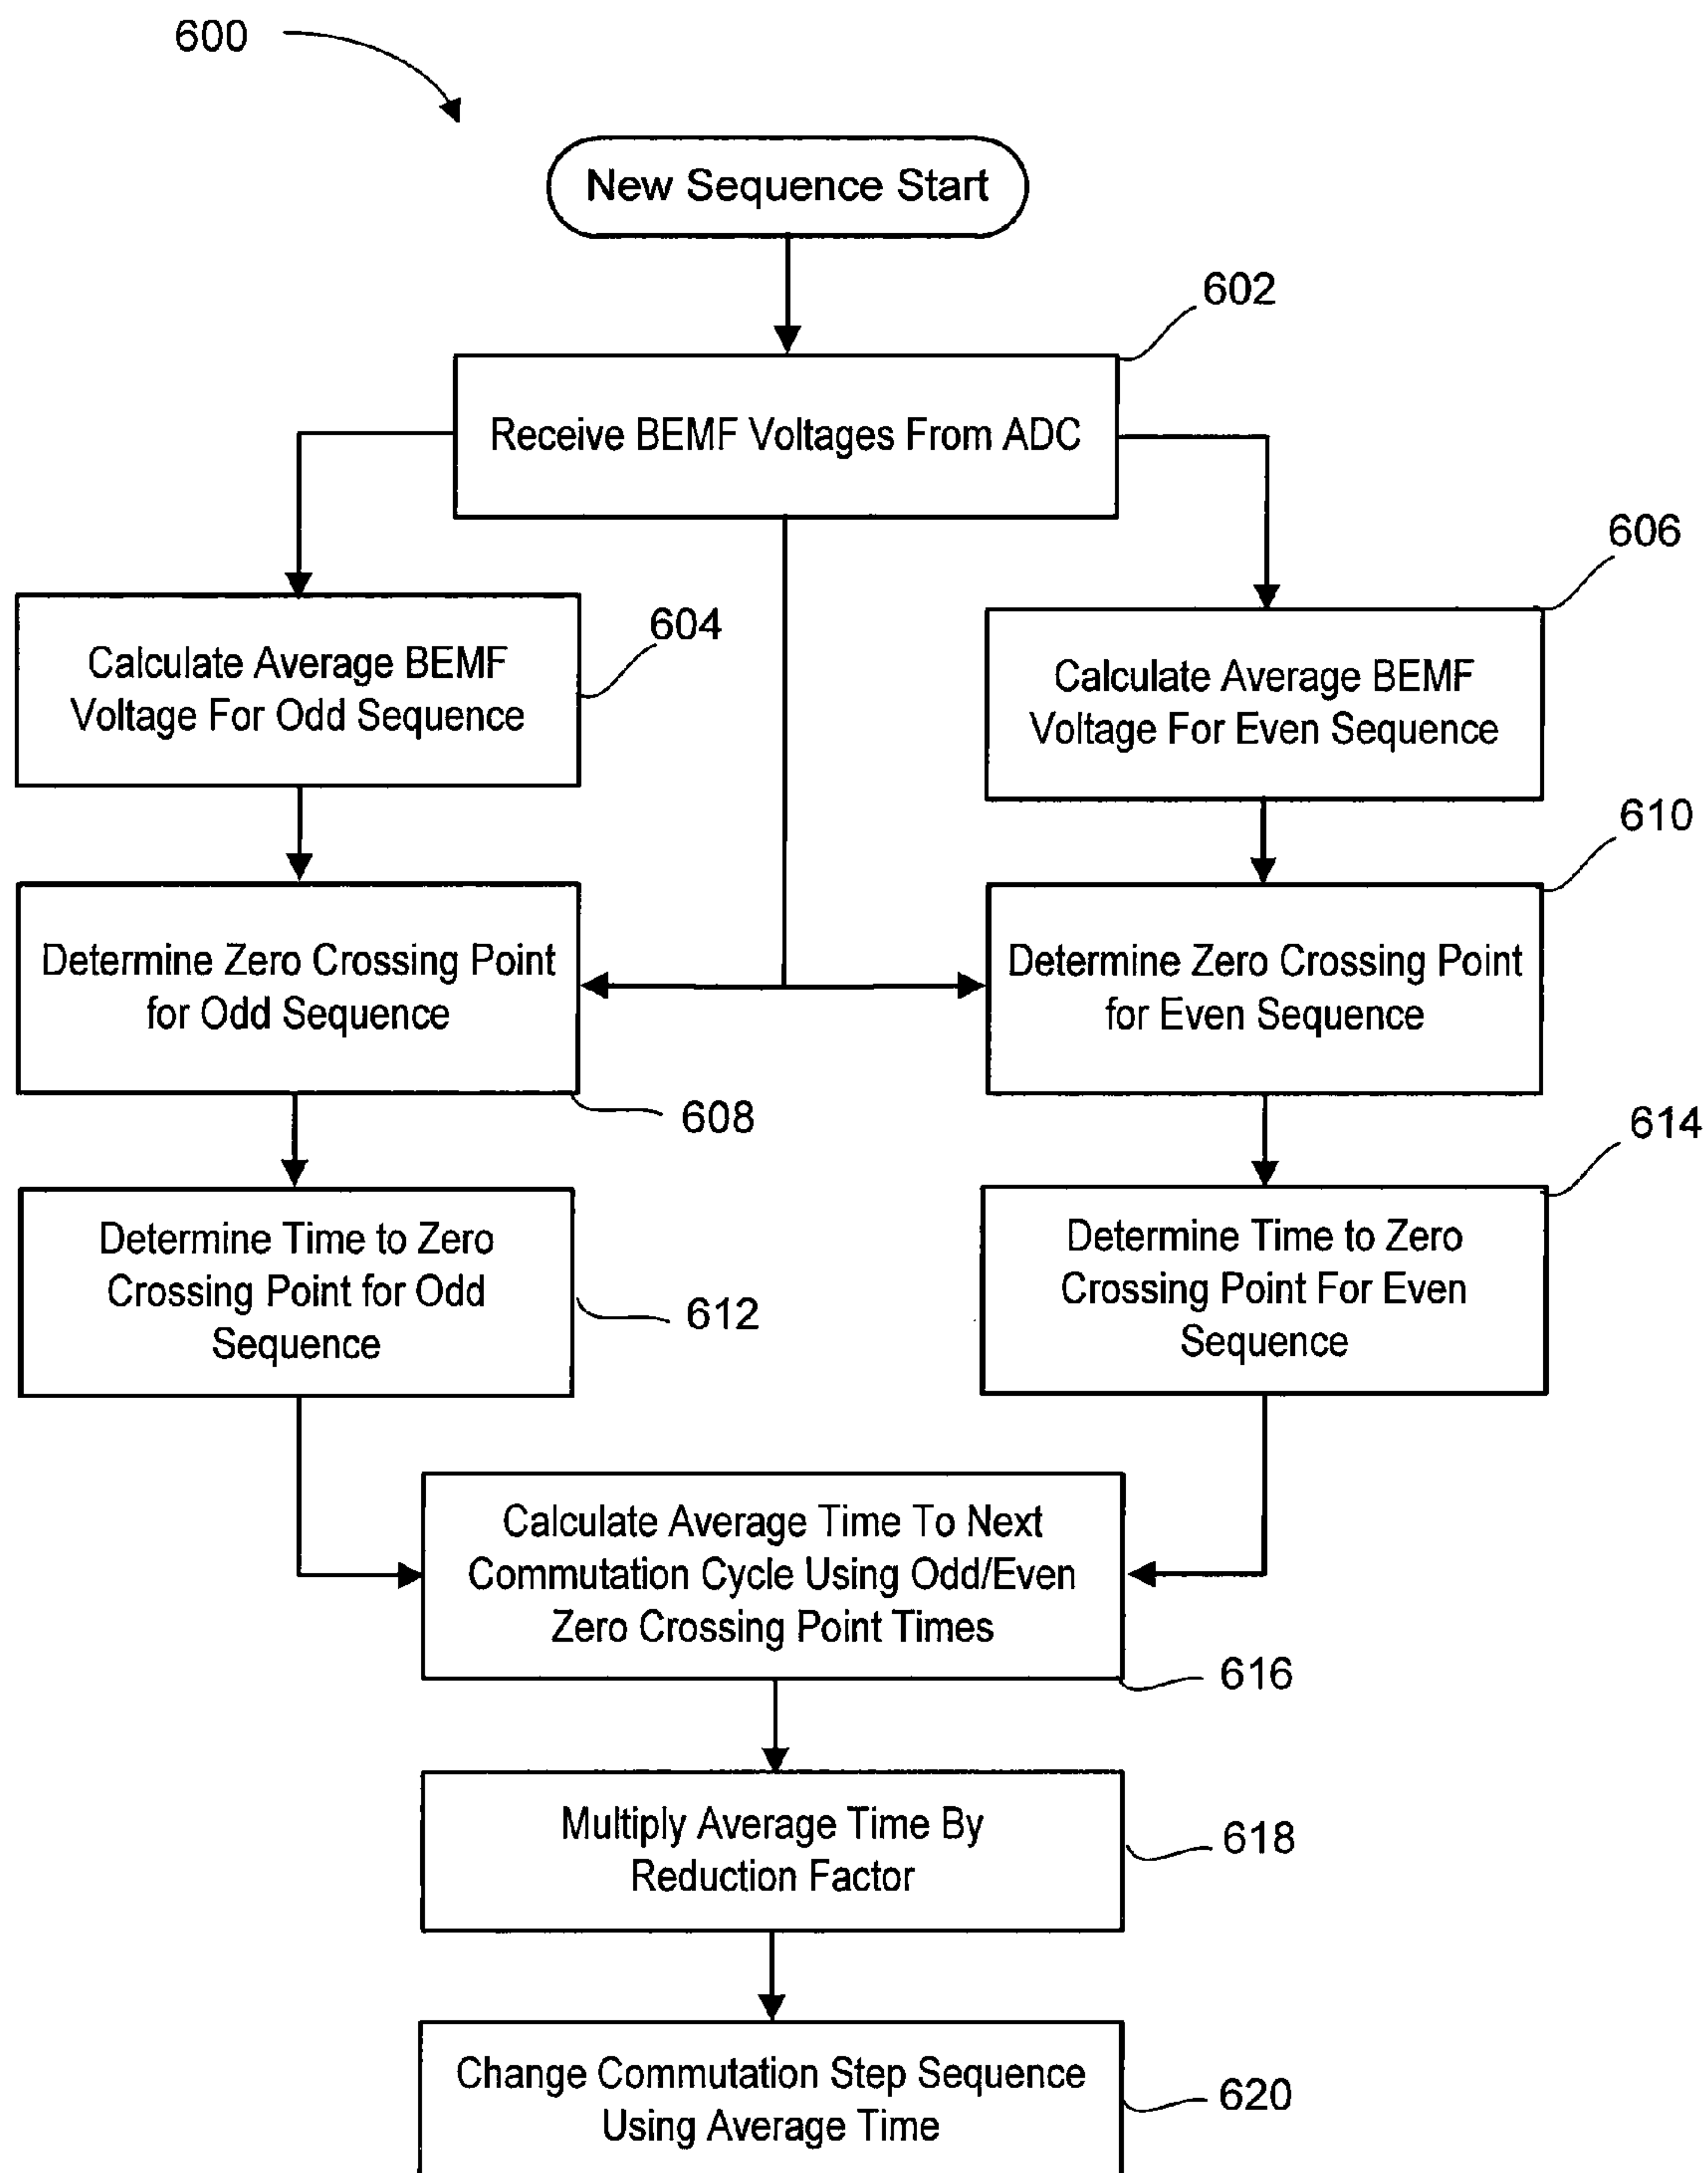 600
New Sequence Start
602
Receive BEMF Voltages From ADC
604
Calculate Average BEMF
Voltage For Odd Sequence
606
Calculate Average BEMF
Voltage For Even Sequence
608
Determine Zero Crossing Point
for Odd Sequence
610
Determine Zero Crossing Point
for Even Sequence
612
Determine Time to Zero
Crossing Point for Odd
Sequence
614
Determine Time to Zero
Crossing Point For Even
Sequence
Calculate Average Time To Next
Commutation Cycle Using Odd/Even
Zero Crossing Point Times
616
Multiply Average Time By
Reduction Factor
618
Change Commutation Step Sequence
Using Average Time
620